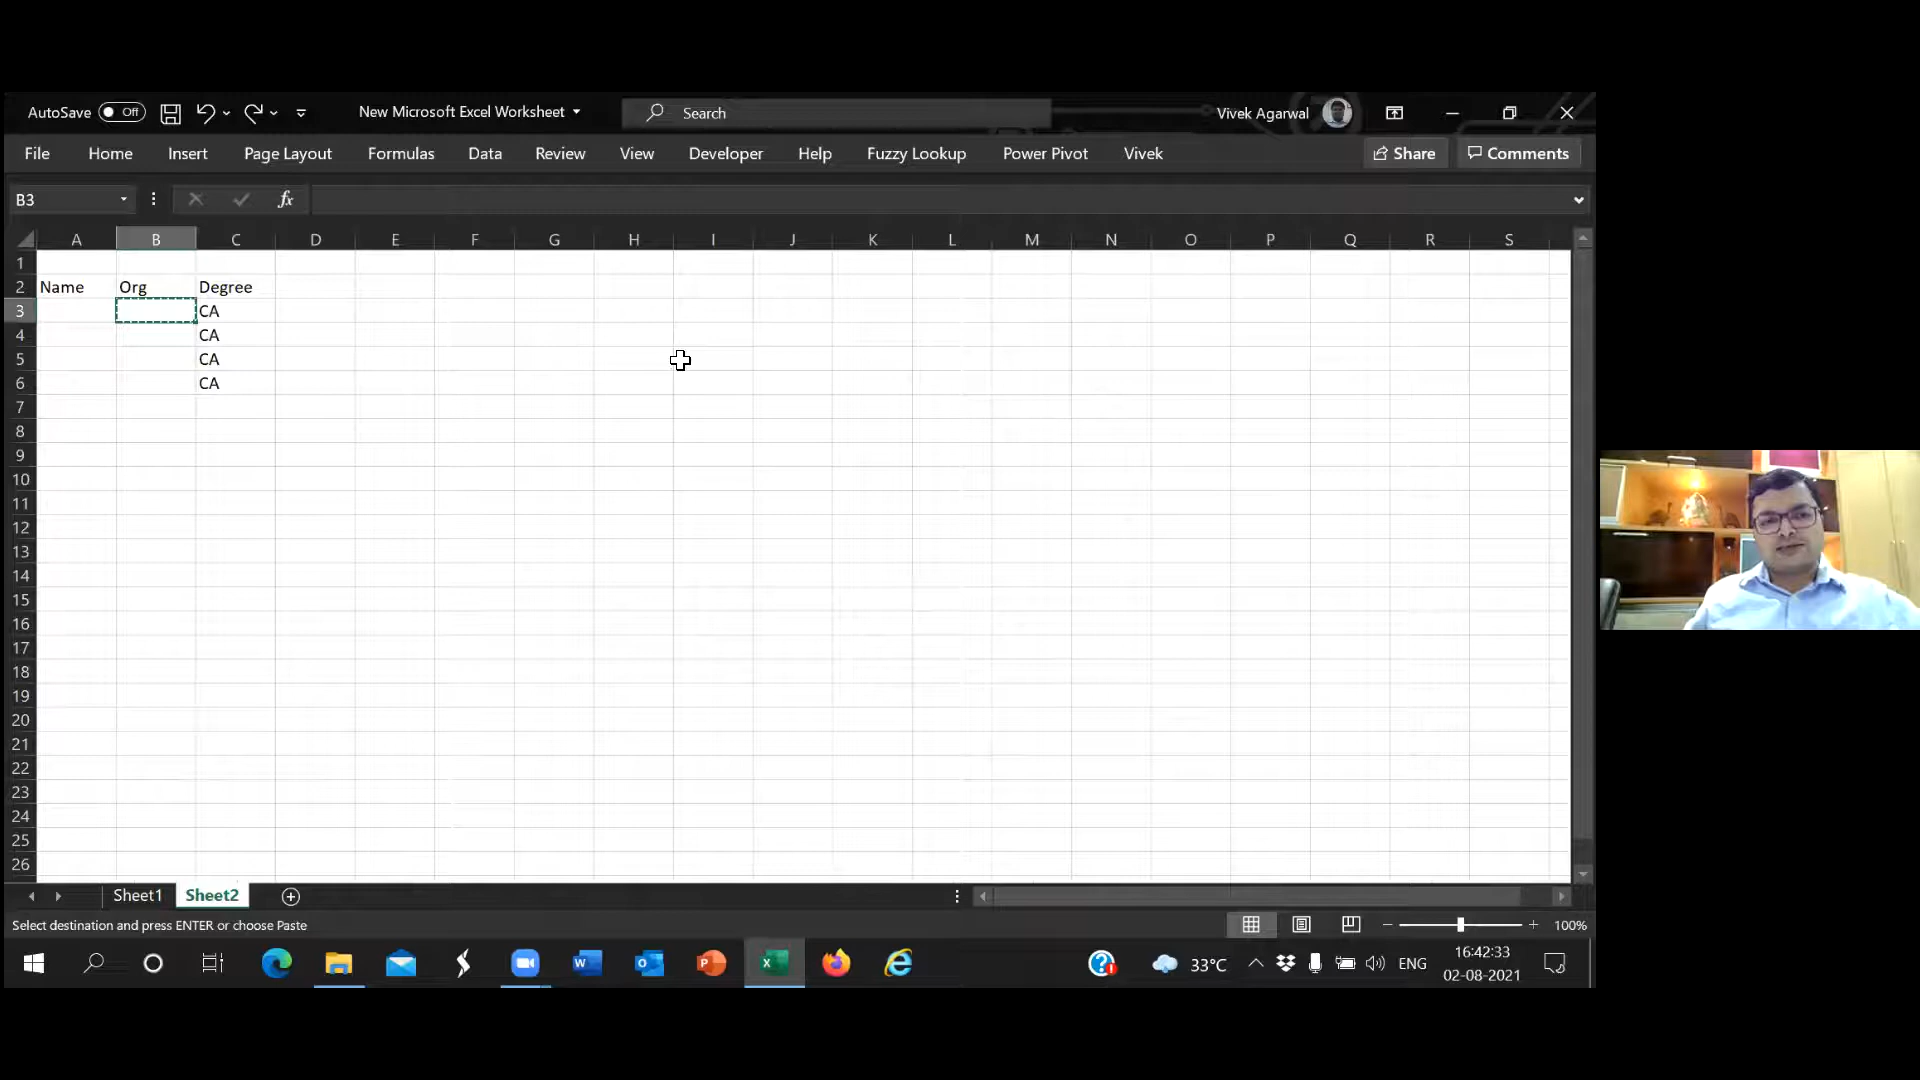 AutoSave Off New Microsoft Excel Worksheet Search Vivek Agarwal
File Home Insert Page Layout Formulas Data Review View Developer Help Fuzzy Lookup Power Pivot Vivek Share Comments
B3 fx
A B C D E F G H I J K L M N O P Q R S
1
2 Name Org Degree
3 CA
4 CA
5 CA
6 CA
7
8
9
10
11
12
13
14
15
16
17
18
19
20
21
22
23
24
25
26
Sheet1 Sheet2
Select destination and press ENTER or choose Paste 100%
33°C ENG 16:42:33
02-08-2021